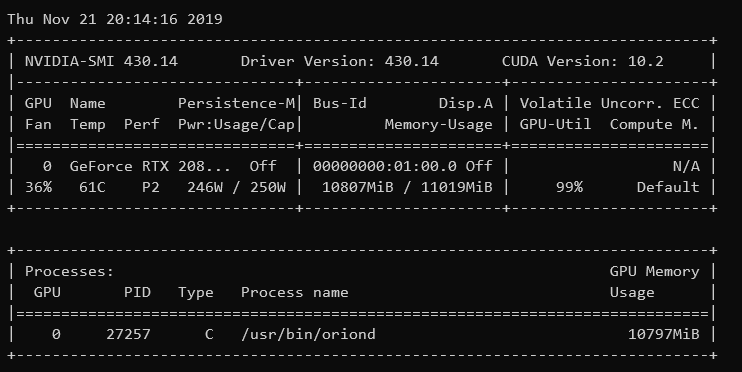 Thu Nov 21 20:14:16 2019
+-----------------------------------------------------------------------------+
| NVIDIA-SMI 430.14       Driver Version: 430.14       CUDA Version: 10.2     |
|-------------------------------+----------------------+----------------------+
| GPU  Name        Persistence-M| Bus-Id        Disp.A | Volatile Uncorr. ECC |
| Fan  Temp  Perf  Pwr:Usage/Cap|         Memory-Usage | GPU-Util  Compute M. |
|===============================+======================+======================|
|   0  GeForce RTX 208...  Off  | 00000000:01:00.0 Off |                  N/A |
| 36%   61C    P2   246W / 250W |  10807MiB / 11019MiB |     99%      Default |
+-------------------------------+----------------------+----------------------+

+-----------------------------------------------------------------------------+
| Processes:                                                       GPU Memory |
|  GPU       PID   Type   Process name                             Usage      |
|=============================================================================|
|    0     27257      C   /usr/bin/oriond                            10797MiB |
+-----------------------------------------------------------------------------+